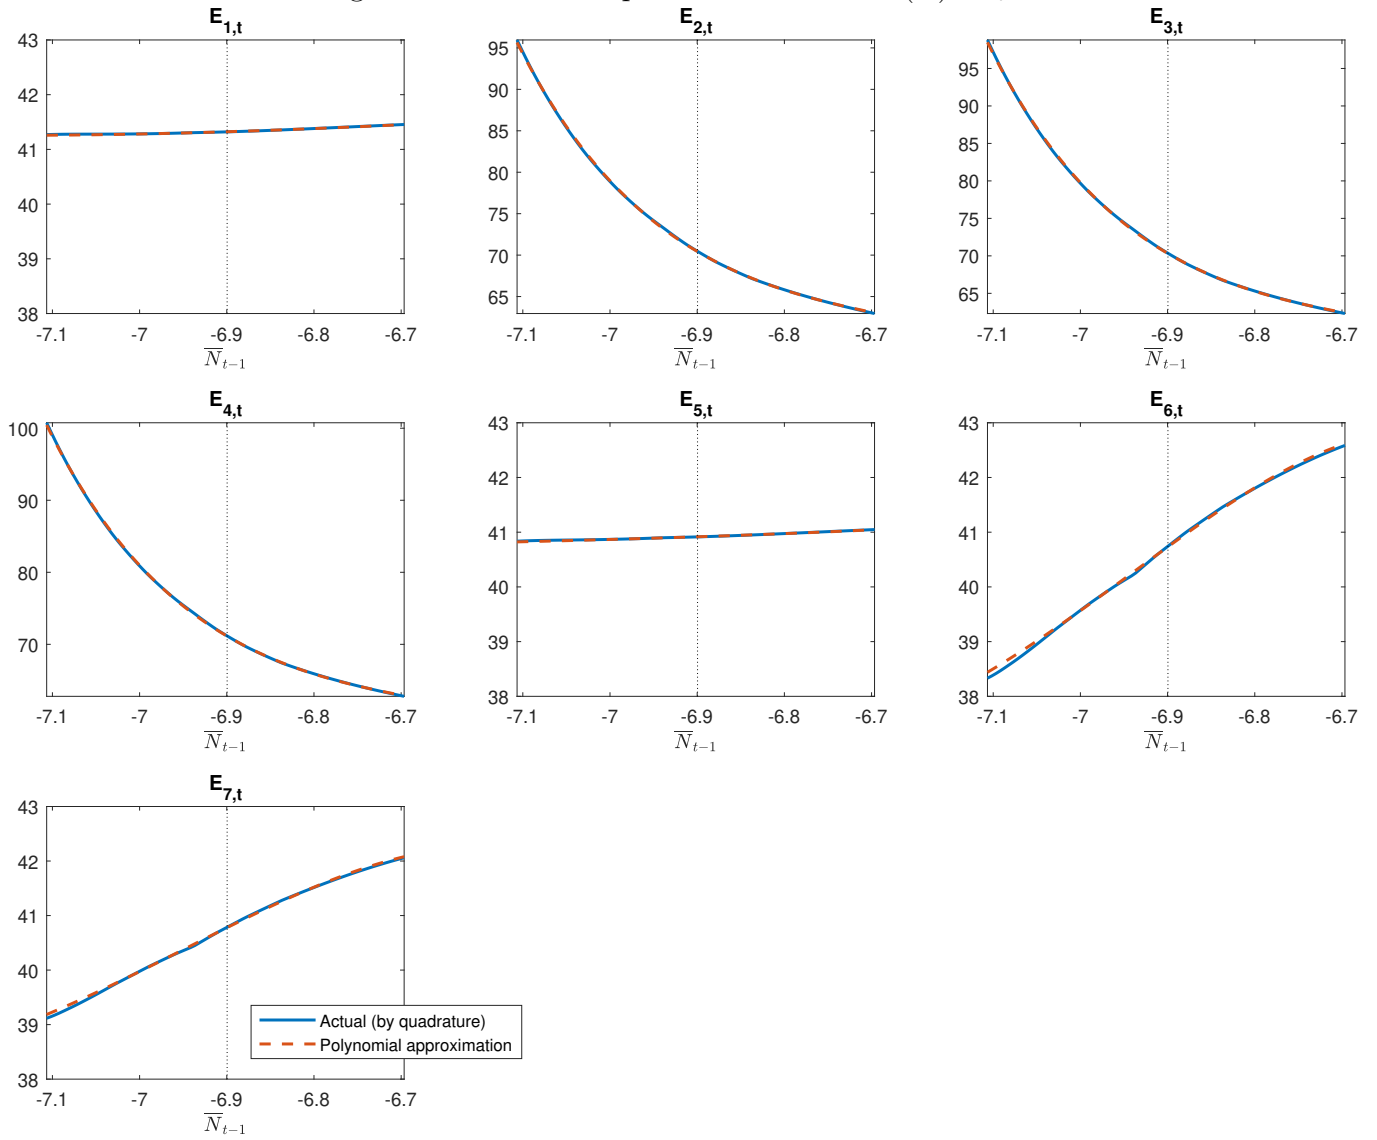 E1,t E2,t E3,t
43 42 41 40 39 38
-7.1 -7 -6.9 -6.8 -6.7
N̅t−1
95 90 85 80 75 70 65
-7.1 -7 -6.9 -6.8 -6.7
N̅t−1
95 90 85 80 75 70 65
-7.1 -7 -6.9 -6.8 -6.7
N̅t−1
E4,t E5,t E6,t
100 90 80 70
-7.1 -7 -6.9 -6.8 -6.7
N̅t−1
43 42 41 40 39 38
-7.1 -7 -6.9 -6.8 -6.7
N̅t−1
43 42 41 40 39 38
-7.1 -7 -6.9 -6.8 -6.7
N̅t−1
E7,t
43 42 41 40 39 38
-7.1 -7 -6.9 -6.8 -6.7
N̅t−1
Actual (by quadrature)
Polynomial approximation